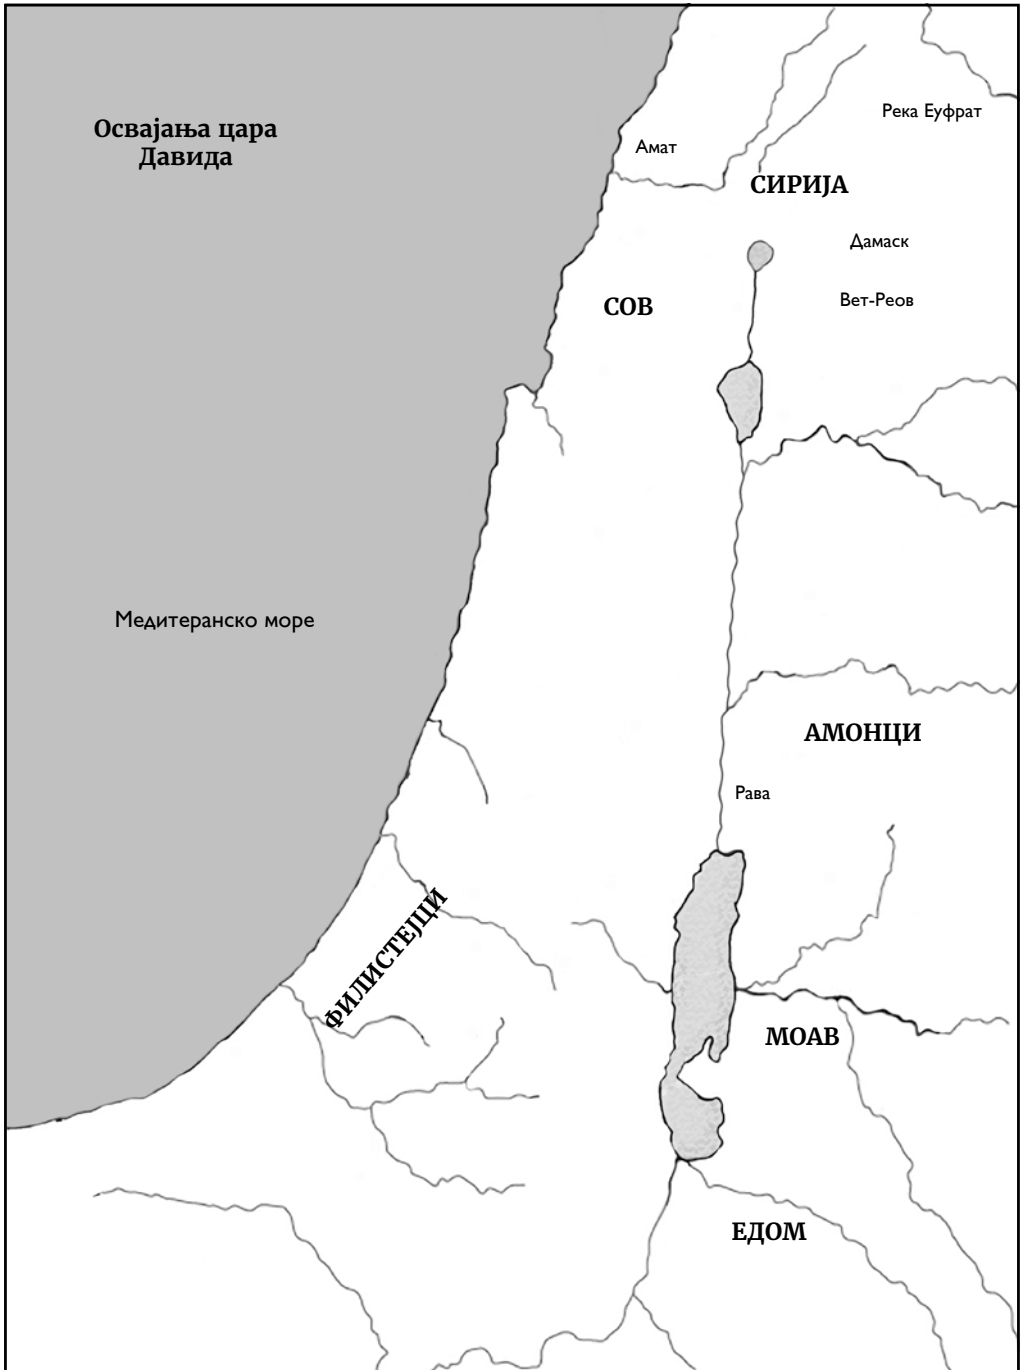 Освајања цара
Давида
Река Еуфрат
Амат
СИРИЈА
Дамаск
Вет-Реов
СОВ
Медитеранско море
АМОНЦИ
Рава
ФИЛИСТЕЈЦИ
МОАВ
ЕДОМ